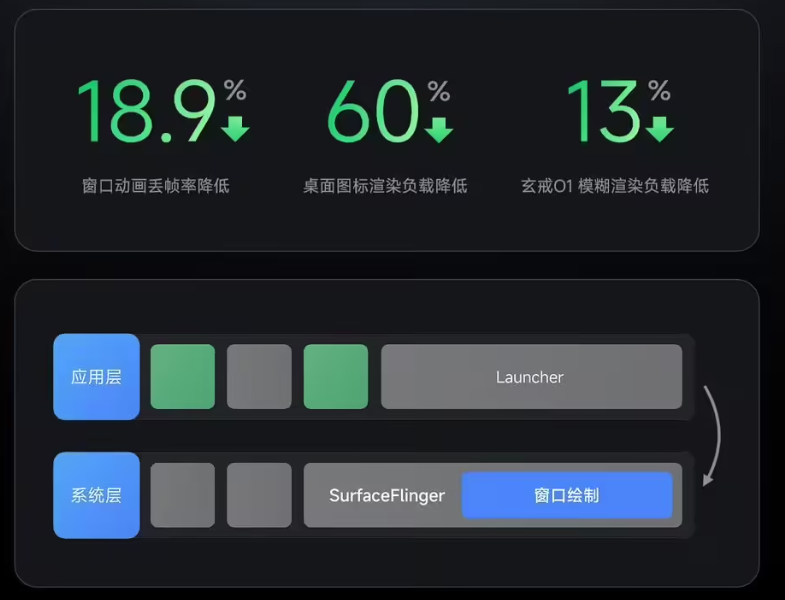 18.9%
60%
13%
窗口动画丢帧率降低
桌面图标渲染负载降低
玄戒O1 模糊渲染负载降低
应用层
Launcher
系统层
SurfaceFlinger
窗口绘制